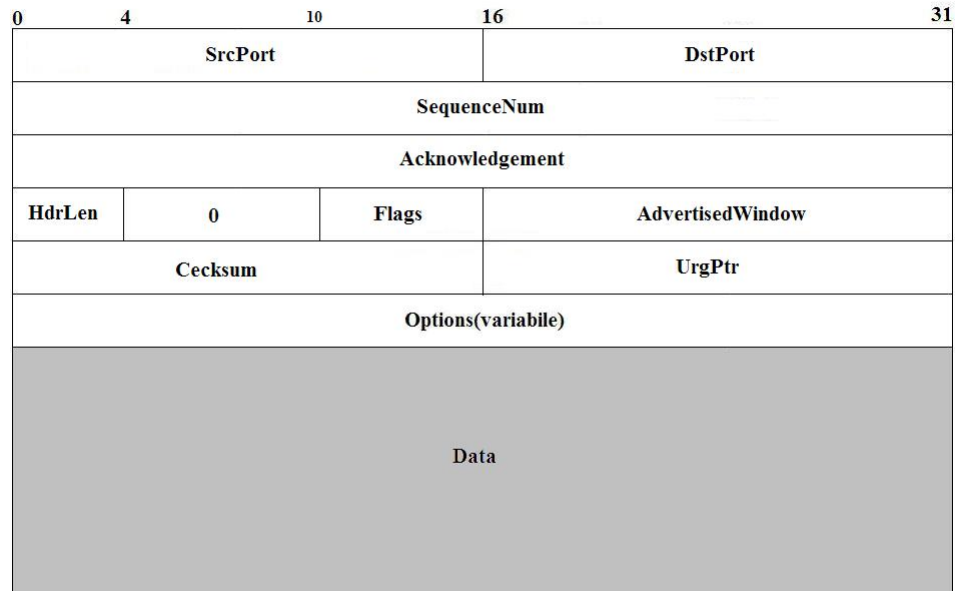 0 4 10 16 31
SrcPort DstPort
SequenceNum
Acknowledgement
HdrLen 0 Flags AdvertisedWindow
Cecksum UrgPtr
Options(variabile)
Data